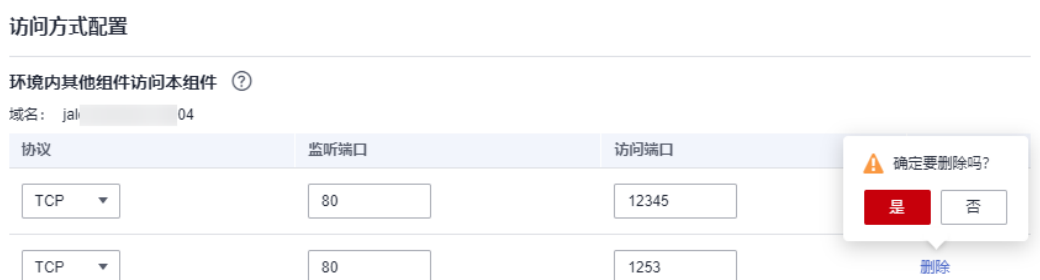 访问方式配置
环境内其他组件访问本组件 ?
域名： jal 04
协议 监听端口 访问端口
确定要删除吗?
TCP 80 12345 是 否
TCP 80 1253 删除